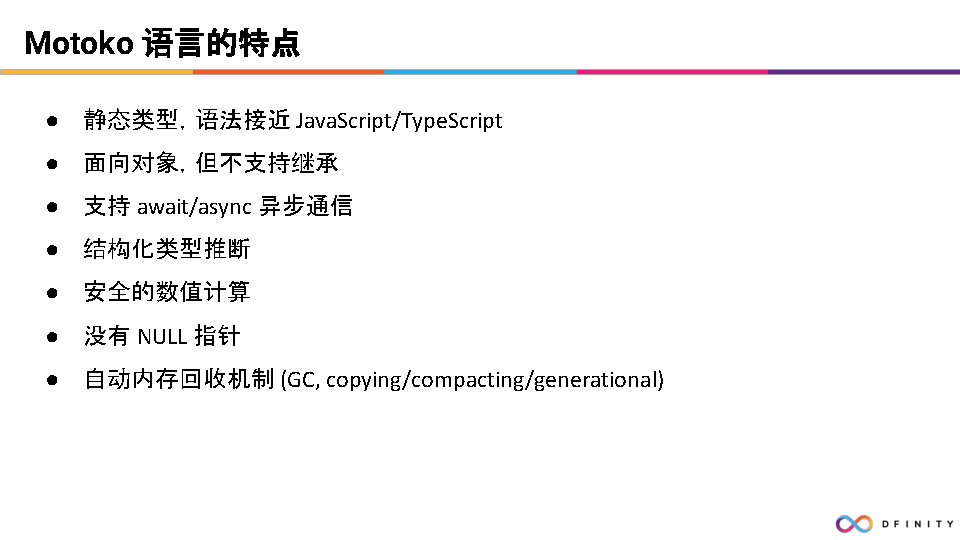 Motoko 语言的特点
● 静态类型，语法接近 JavaScript/TypeScript
● 面向对象，但不支持继承
● 支持 await/async 异步通信
● 结构化类型推断
● 安全的数值计算
● 没有 NULL 指针
● 自动内存回收机制 (GC, copying/compacting/generational)
DFINITY